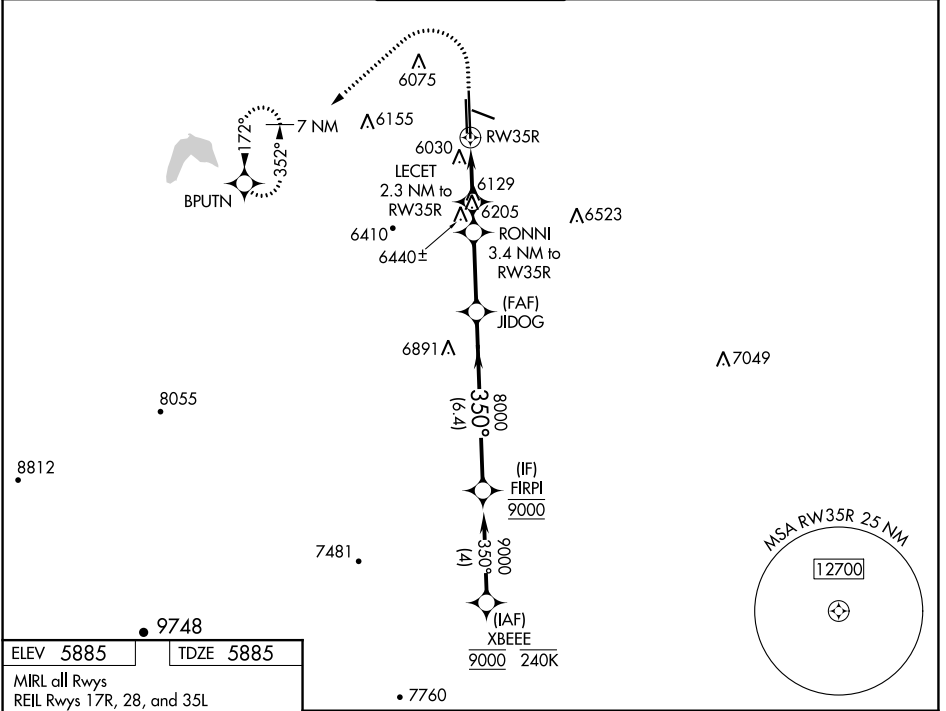 6075
7 NM
6155
172°
352°
BPUTN
RW35R
6030
LECET
2.3 NM to
RW35R
6129
6205
6523
6410
6440±
RONNI
3.4 NM to
RW35R
(FAF)
JIDOG
6891
7049
8055
350°
(6.4)
8000
8812
(IF)
FIRPI
9000
7481
350°
(4)
9000
(IAF)
XBEEE
9000 240K
MSA RW35R 25 NM
12700
9748
ELEV 5885 TDZE 5885
MIRL all Rwys
REIL Rwys 17R, 28, and 35L
7760